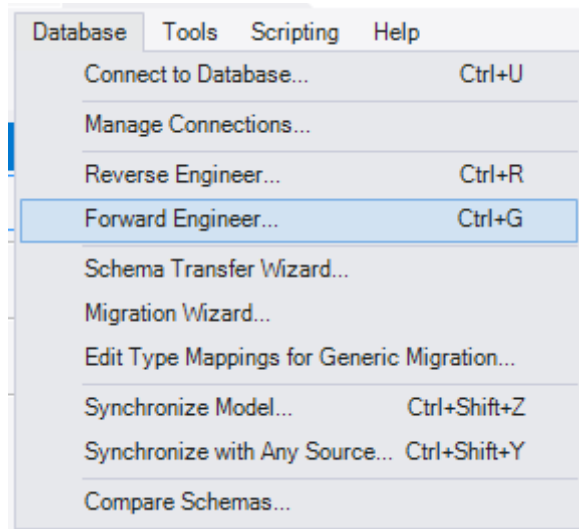 Database Tools Scripting Help
Connect to Database... Ctrl+U
Manage Connections...
Reverse Engineer... Ctrl+R
Forward Engineer... Ctrl+G
Schema Transfer Wizard...
Migration Wizard...
Edit Type Mappings for Generic Migration...
Synchronize Model... Ctrl+Shift+Z
Synchronize with Any Source... Ctrl+Shift+Y
Compare Schemas...